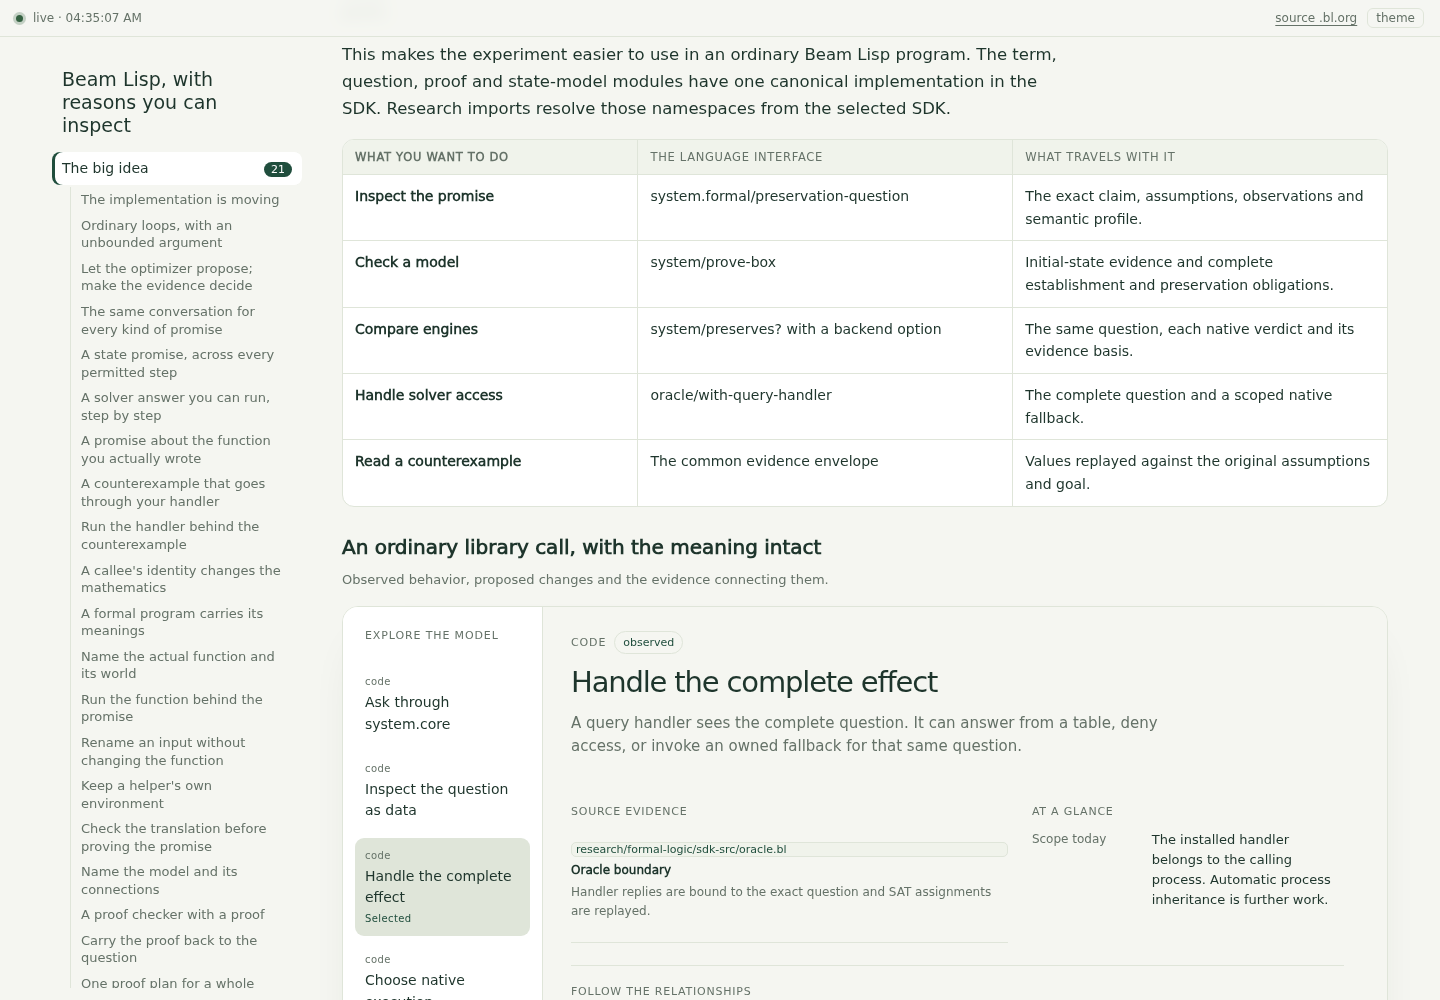 live · 04:35:07 AM
source .bl.org
theme
Beam Lisp, with
reasons you can
inspect
The big idea
21
The implementation is moving
Ordinary loops, with an
unbounded argument
Let the optimizer propose;
make the evidence decide
The same conversation for
every kind of promise
A state promise, across every
permitted step
A solver answer you can run,
step by step
A promise about the function
you actually wrote
A counterexample that goes
through your handler
Run the handler behind the
counterexample
A callee's identity changes the
mathematics
A formal program carries its
meanings
Name the actual function and
its world
Run the function behind the
promise
Rename an input without
changing the function
Keep a helper's own
environment
Check the translation before
proving the promise
Name the model and its
connections
A proof checker with a proof
Carry the proof back to the
question
One proof plan for a whole
This makes the experiment easier to use in an ordinary Beam Lisp program. The term,
question, proof and state-model modules have one canonical implementation in the
SDK. Research imports resolve those namespaces from the selected SDK.
WHAT YOU WANT TO DO
THE LANGUAGE INTERFACE
WHAT TRAVELS WITH IT
Inspect the promise
system.formal/preservation-question
The exact claim, assumptions, observations and
semantic profile.
Check a model
system/prove-box
Initial-state evidence and complete
establishment and preservation obligations.
Compare engines
system/preserves? with a backend option
The same question, each native verdict and its
evidence basis.
Handle solver access
oracle/with-query-handler
The complete question and a scoped native
fallback.
Read a counterexample
The common evidence envelope
Values replayed against the original assumptions
and goal.
An ordinary library call, with the meaning intact
Observed behavior, proposed changes and the evidence connecting them.
EXPLORE THE MODEL
code
Ask through
system.core
code
Inspect the question
as data
code
Handle the complete
effect
Selected
code
Choose native
execution
CODE
observed
Handle the complete effect
A query handler sees the complete question. It can answer from a table, deny
access, or invoke an owned fallback for that same question.
SOURCE EVIDENCE
research/formal-logic/sdk-src/oracle.bl
Oracle boundary
Handler replies are bound to the exact question and SAT assignments
are replayed.
AT A GLANCE
Scope today
The installed handler
belongs to the calling
process. Automatic process
inheritance is further work.
FOLLOW THE RELATIONSHIPS